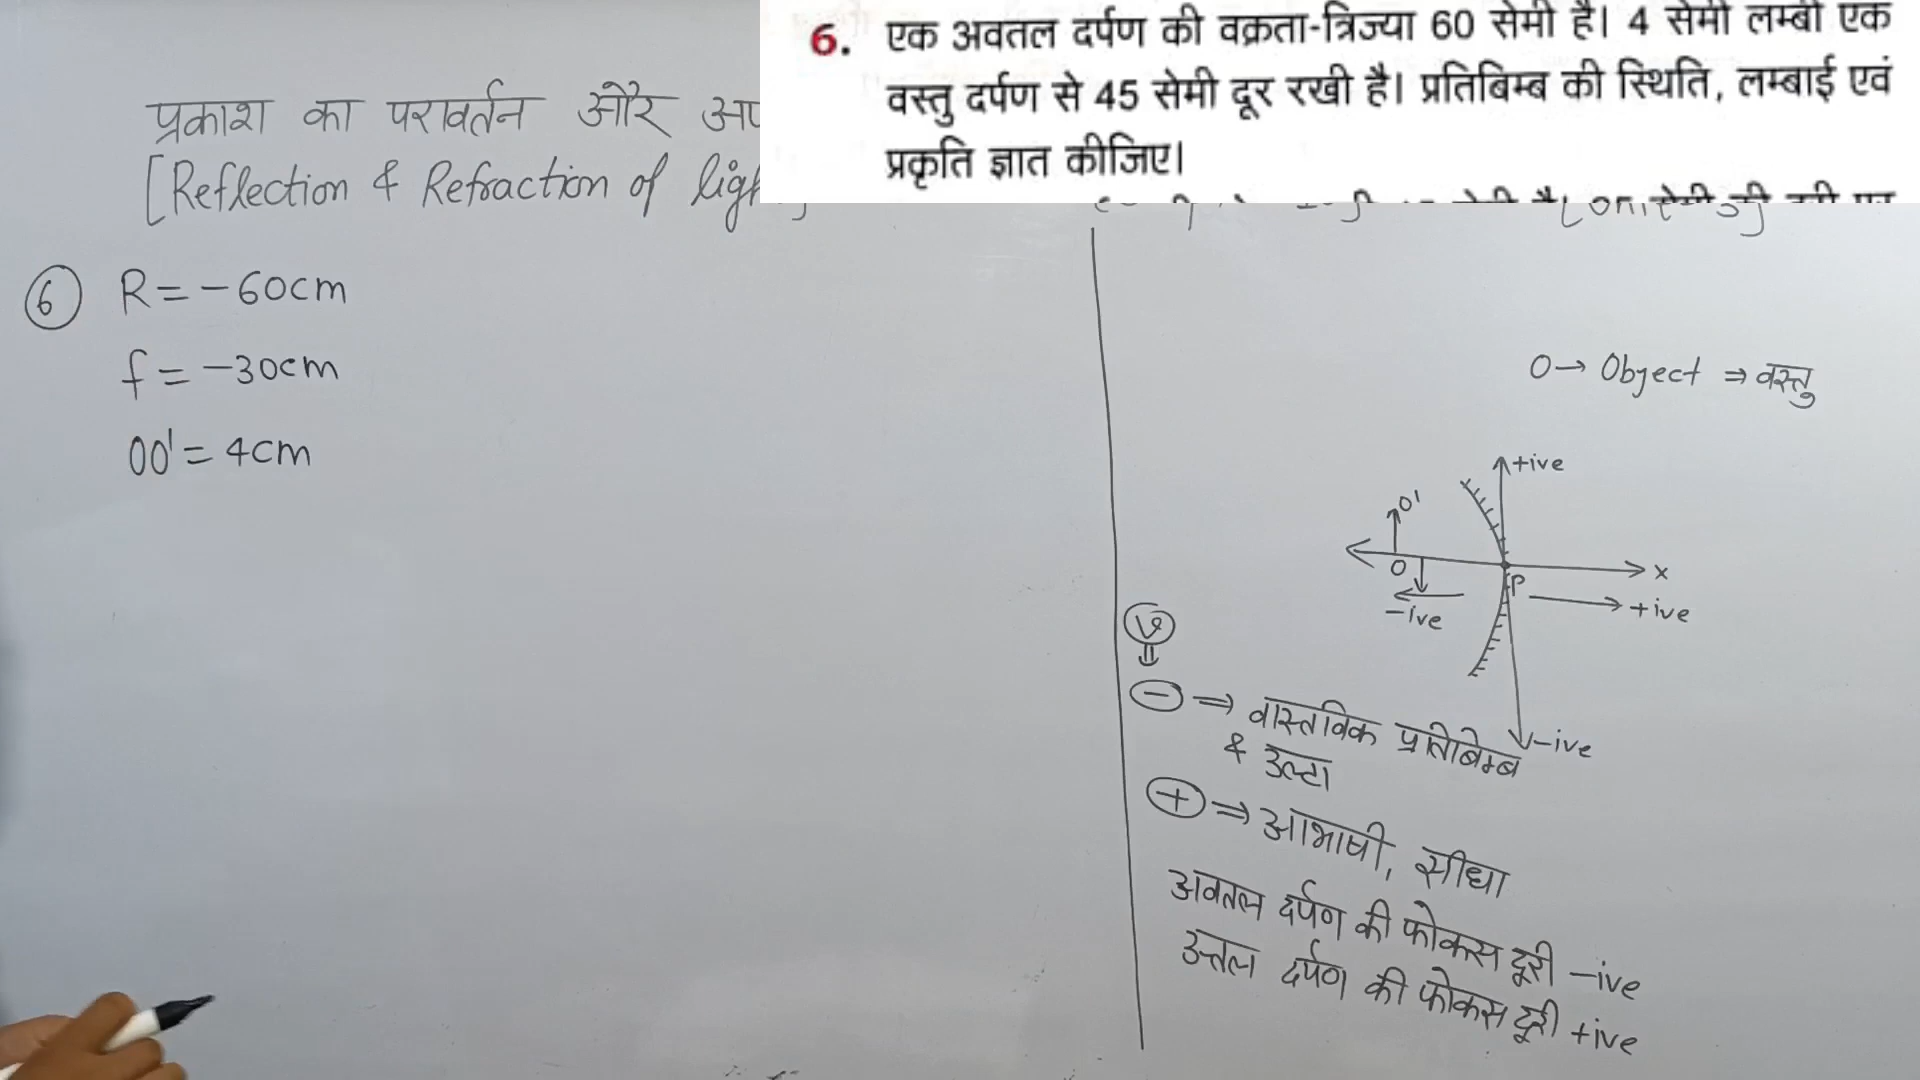 6. एक अवतल दर्पण की वक्रता-त्रिज्या 60 सेमी है। 4 सेमी लम्बी एक
वस्तु दर्पण से 45 सेमी दूर रखी है। प्रतिबिम्ब की स्थिति, लम्बाई एवं
प्रकृति ज्ञात कीजिए।
प्रकाश का परावर्तन और
[Reflection & Refraction of
6 R = -60cm
f = -30cm
OO' = 4cm
O → Object ⇒ वस्तु
+ive
O'
O
P
x
-ive
+ive
-ive
v
⇓
- ⇒ वास्तविक प्रतिबिम्ब
& उल्टा
+ ⇒ आभाषी, सीधा
अवतल दर्पण की फोकस दूरी -ive
उत्तल दर्पण की फोकस दूरी +ive